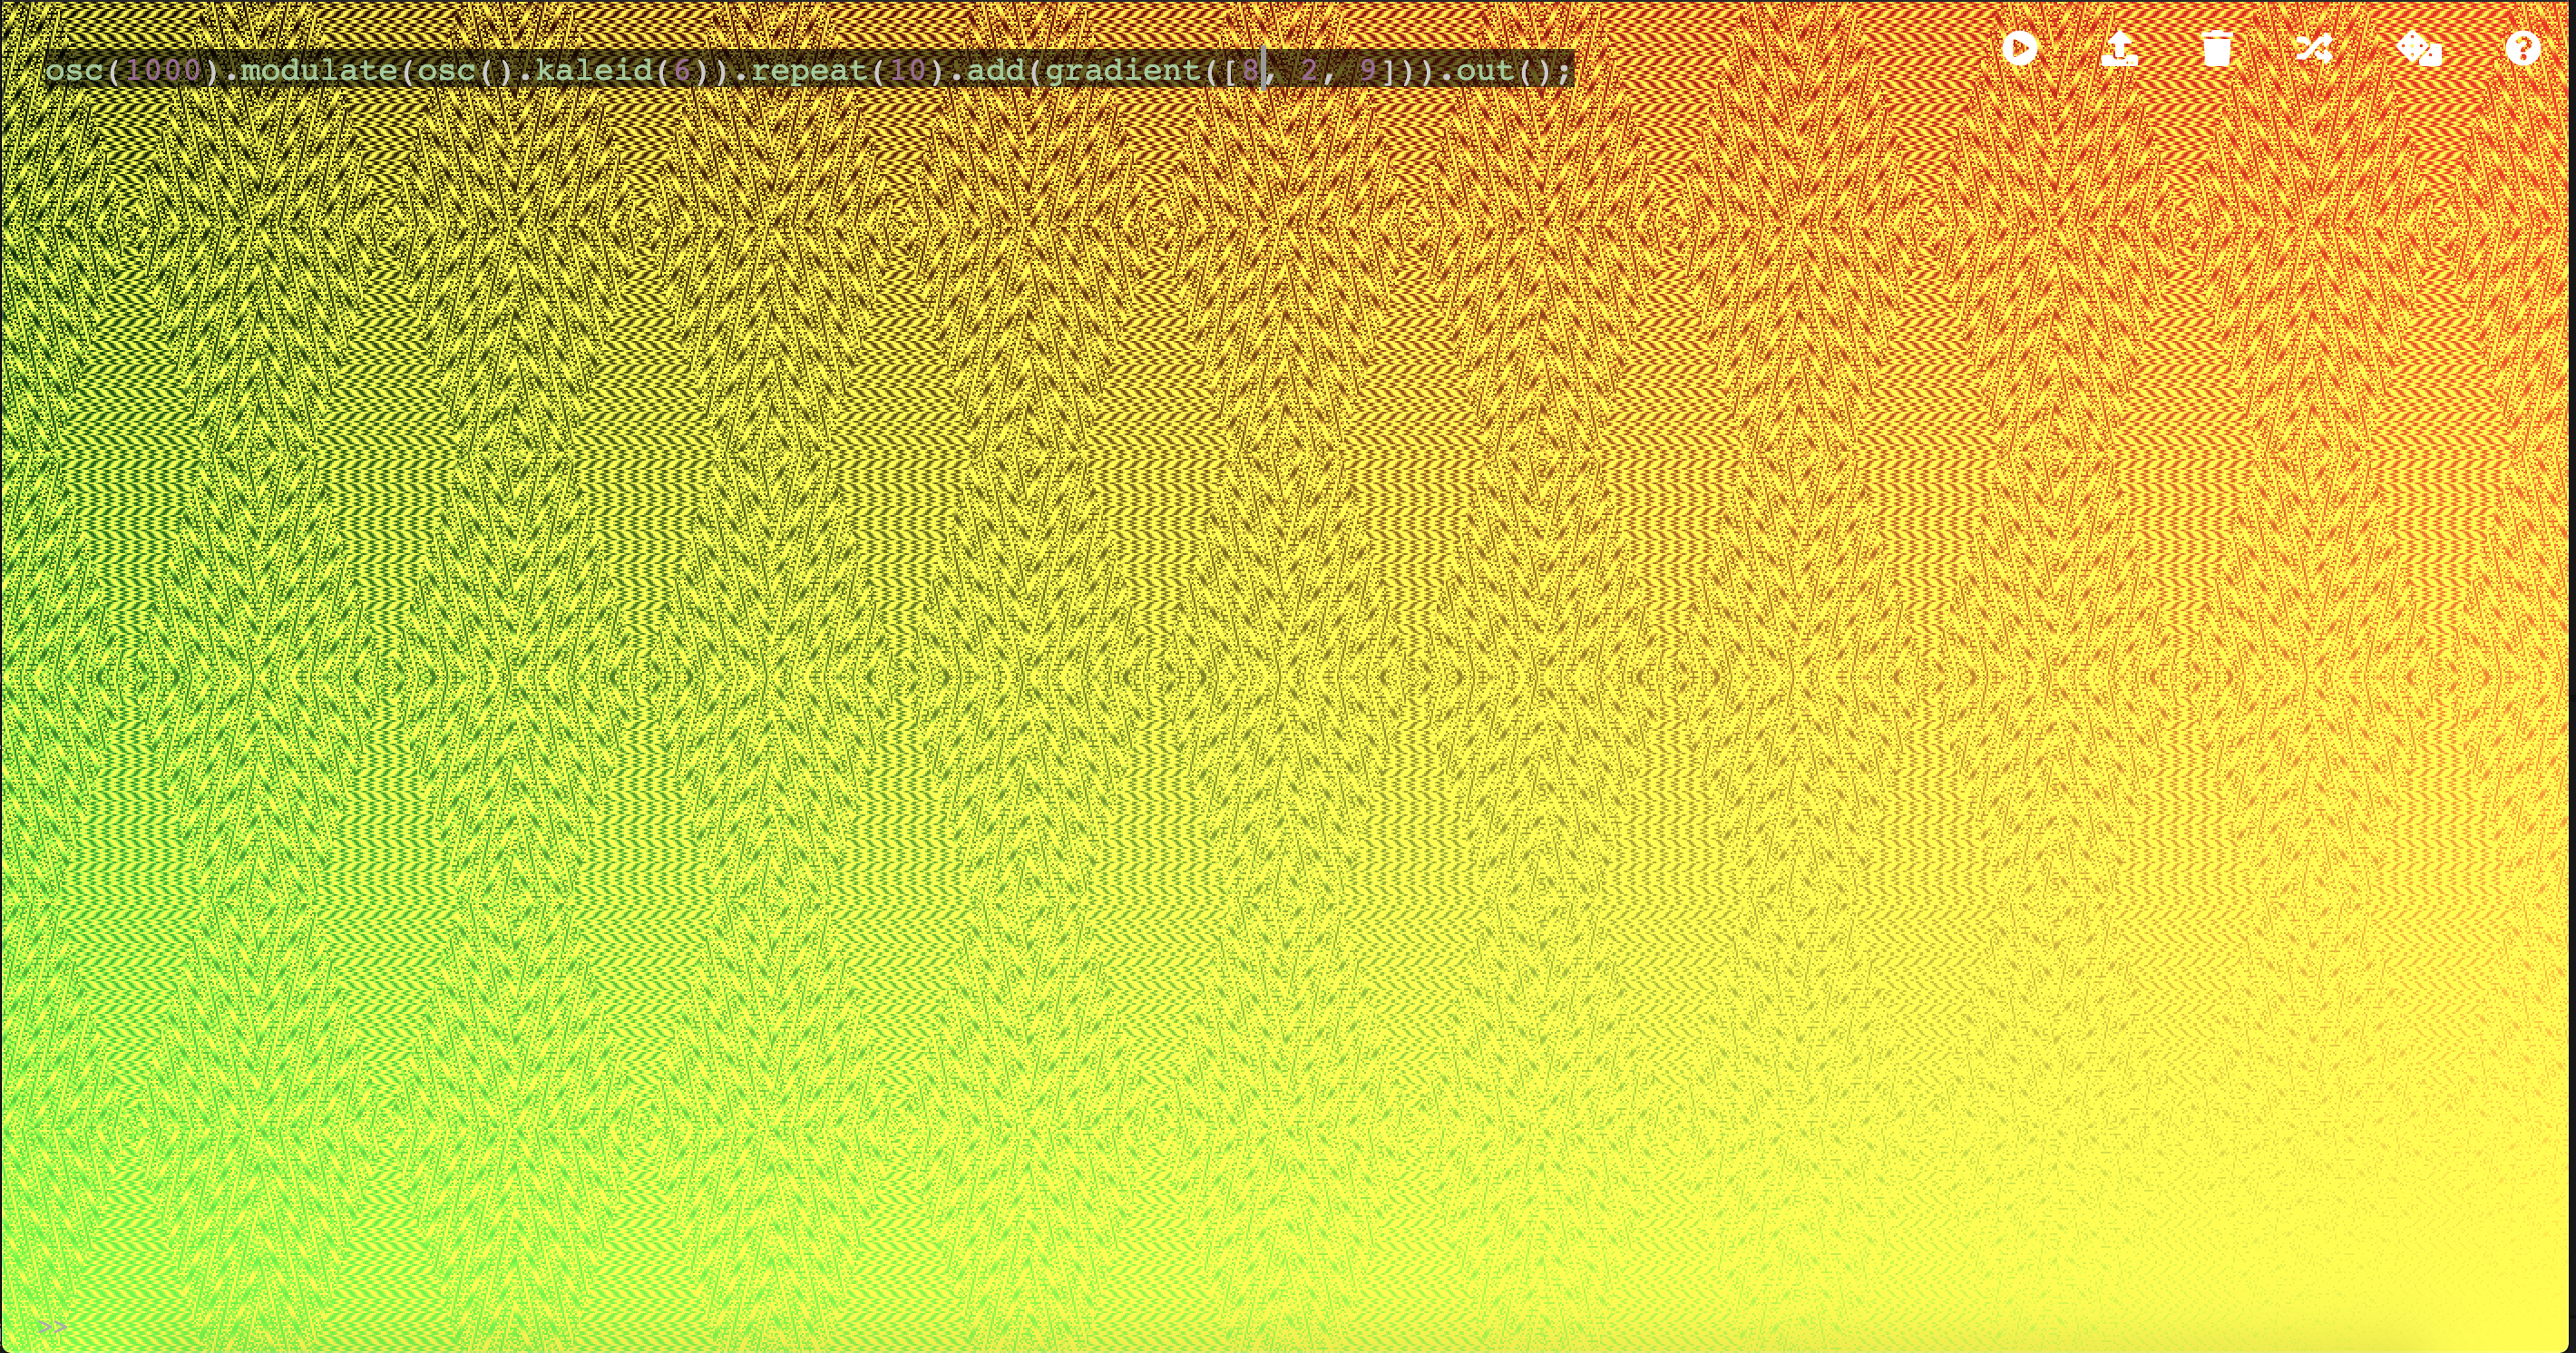 osc(1000).modulate(osc().kaleid(6)).repeat(10).add(gradient([8, 2, 9])).out();
>>